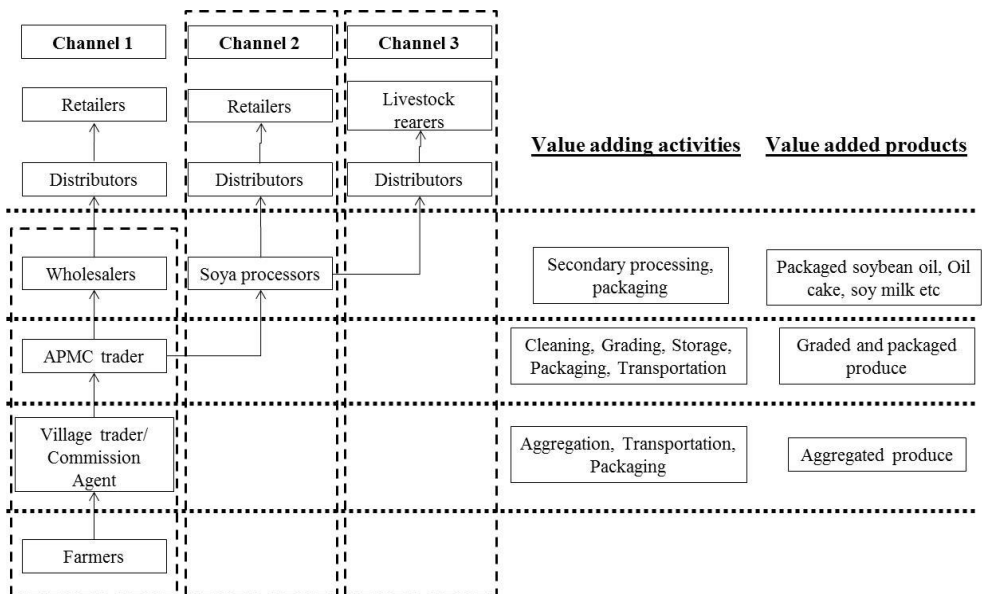 Channel 1
Channel 2
Channel 3
Retailers
Retailers
Livestock
rearers
Value adding activities
Value added products
Distributors
Distributors
Distributors
Wholesalers
Soya processors
Secondary processing,
packaging
Packaged soybean oil, Oil
cake, soy milk etc
APMC trader
Cleaning, Grading, Storage,
Packaging, Transportation
Graded and packaged
produce
Village trader/
Commission
Agent
Aggregation, Transportation,
Packaging
Aggregated produce
Farmers